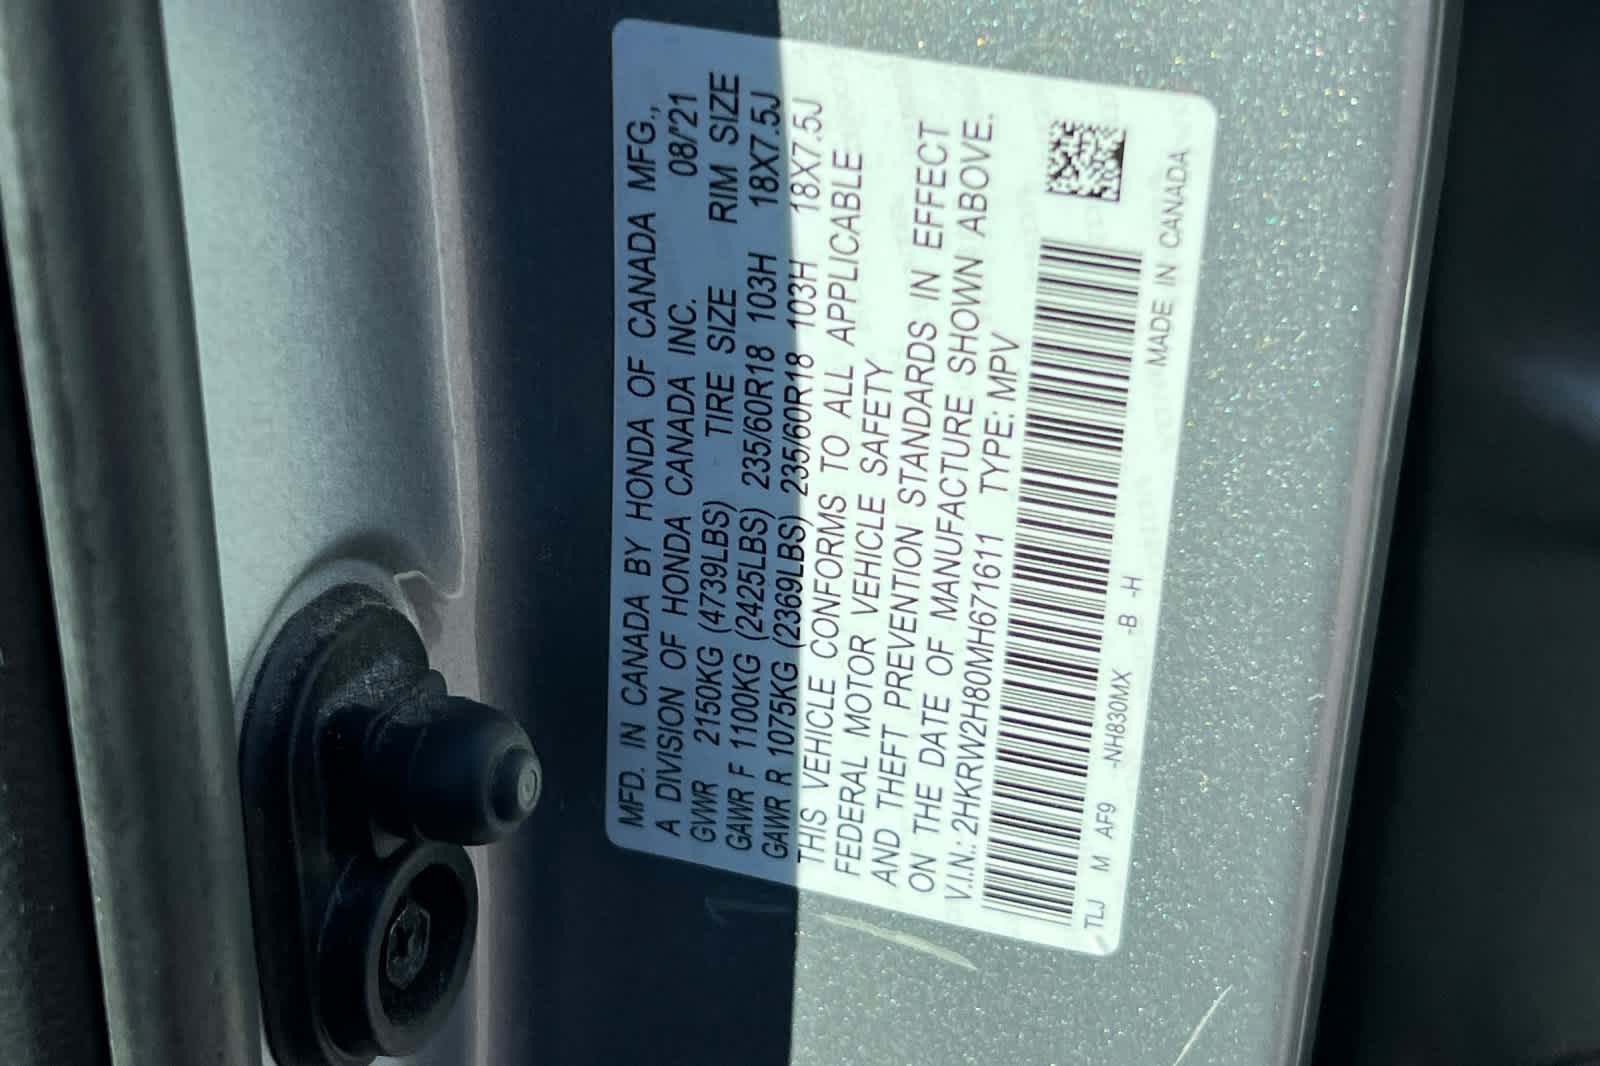 MFD. IN CANADA BY HONDA OF CANADA MFG.,
A DIVISION OF HONDA CANADA INC. 08/'21
GVWR 2150KG (4739LBS) TIRE SIZE RIM SIZE
GAWR F 1100KG (2425LBS) 235/60R18 103H 18X7.5J
GAWR R 1075KG (2369LBS) 235/60R18 103H 18X7.5J
THIS VEHICLE CONFORMS TO ALL APPLICABLE
FEDERAL MOTOR VEHICLE SAFETY
AND THEFT PREVENTION STANDARDS IN EFFECT
ON THE DATE OF MANUFACTURE SHOWN ABOVE.
V.I.N.: 2HKRW2H80MH671611 TYPE: MPV
TLJ M AF9 -NH830MX -B -H
MADE IN CANADA